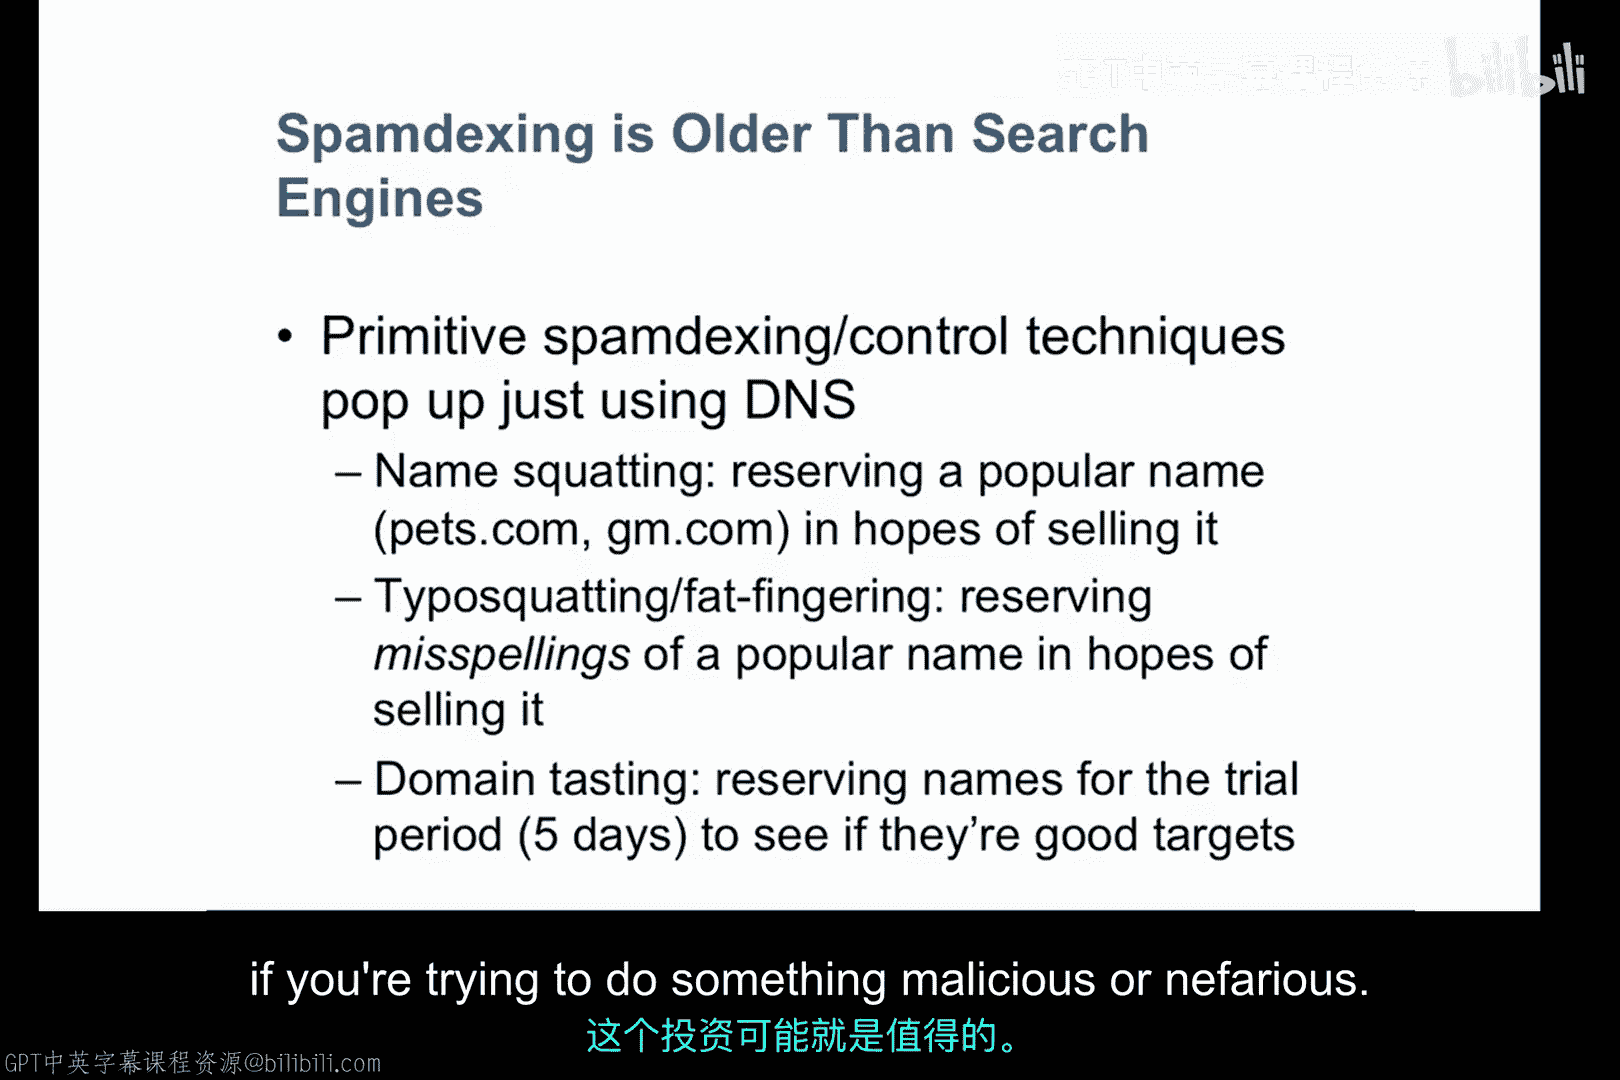 bilibili
Spamdexing is Older Than Search
Engines
• Primitive spamdexing/control techniques
pop up just using DNS
– Name squatting: reserving a popular name
(pets.com, gm.com) in hopes of selling it
– Typosquatting/fat-fingering: reserving
misspellings of a popular name in hopes of
selling it
– Domain tasting: reserving names for the trial
period (5 days) to see if they’re good targets
if you're trying to do something malicious or nefarious.
这个投资可能就是值得的。
GPT中英字幕课程资源@bilibili.com